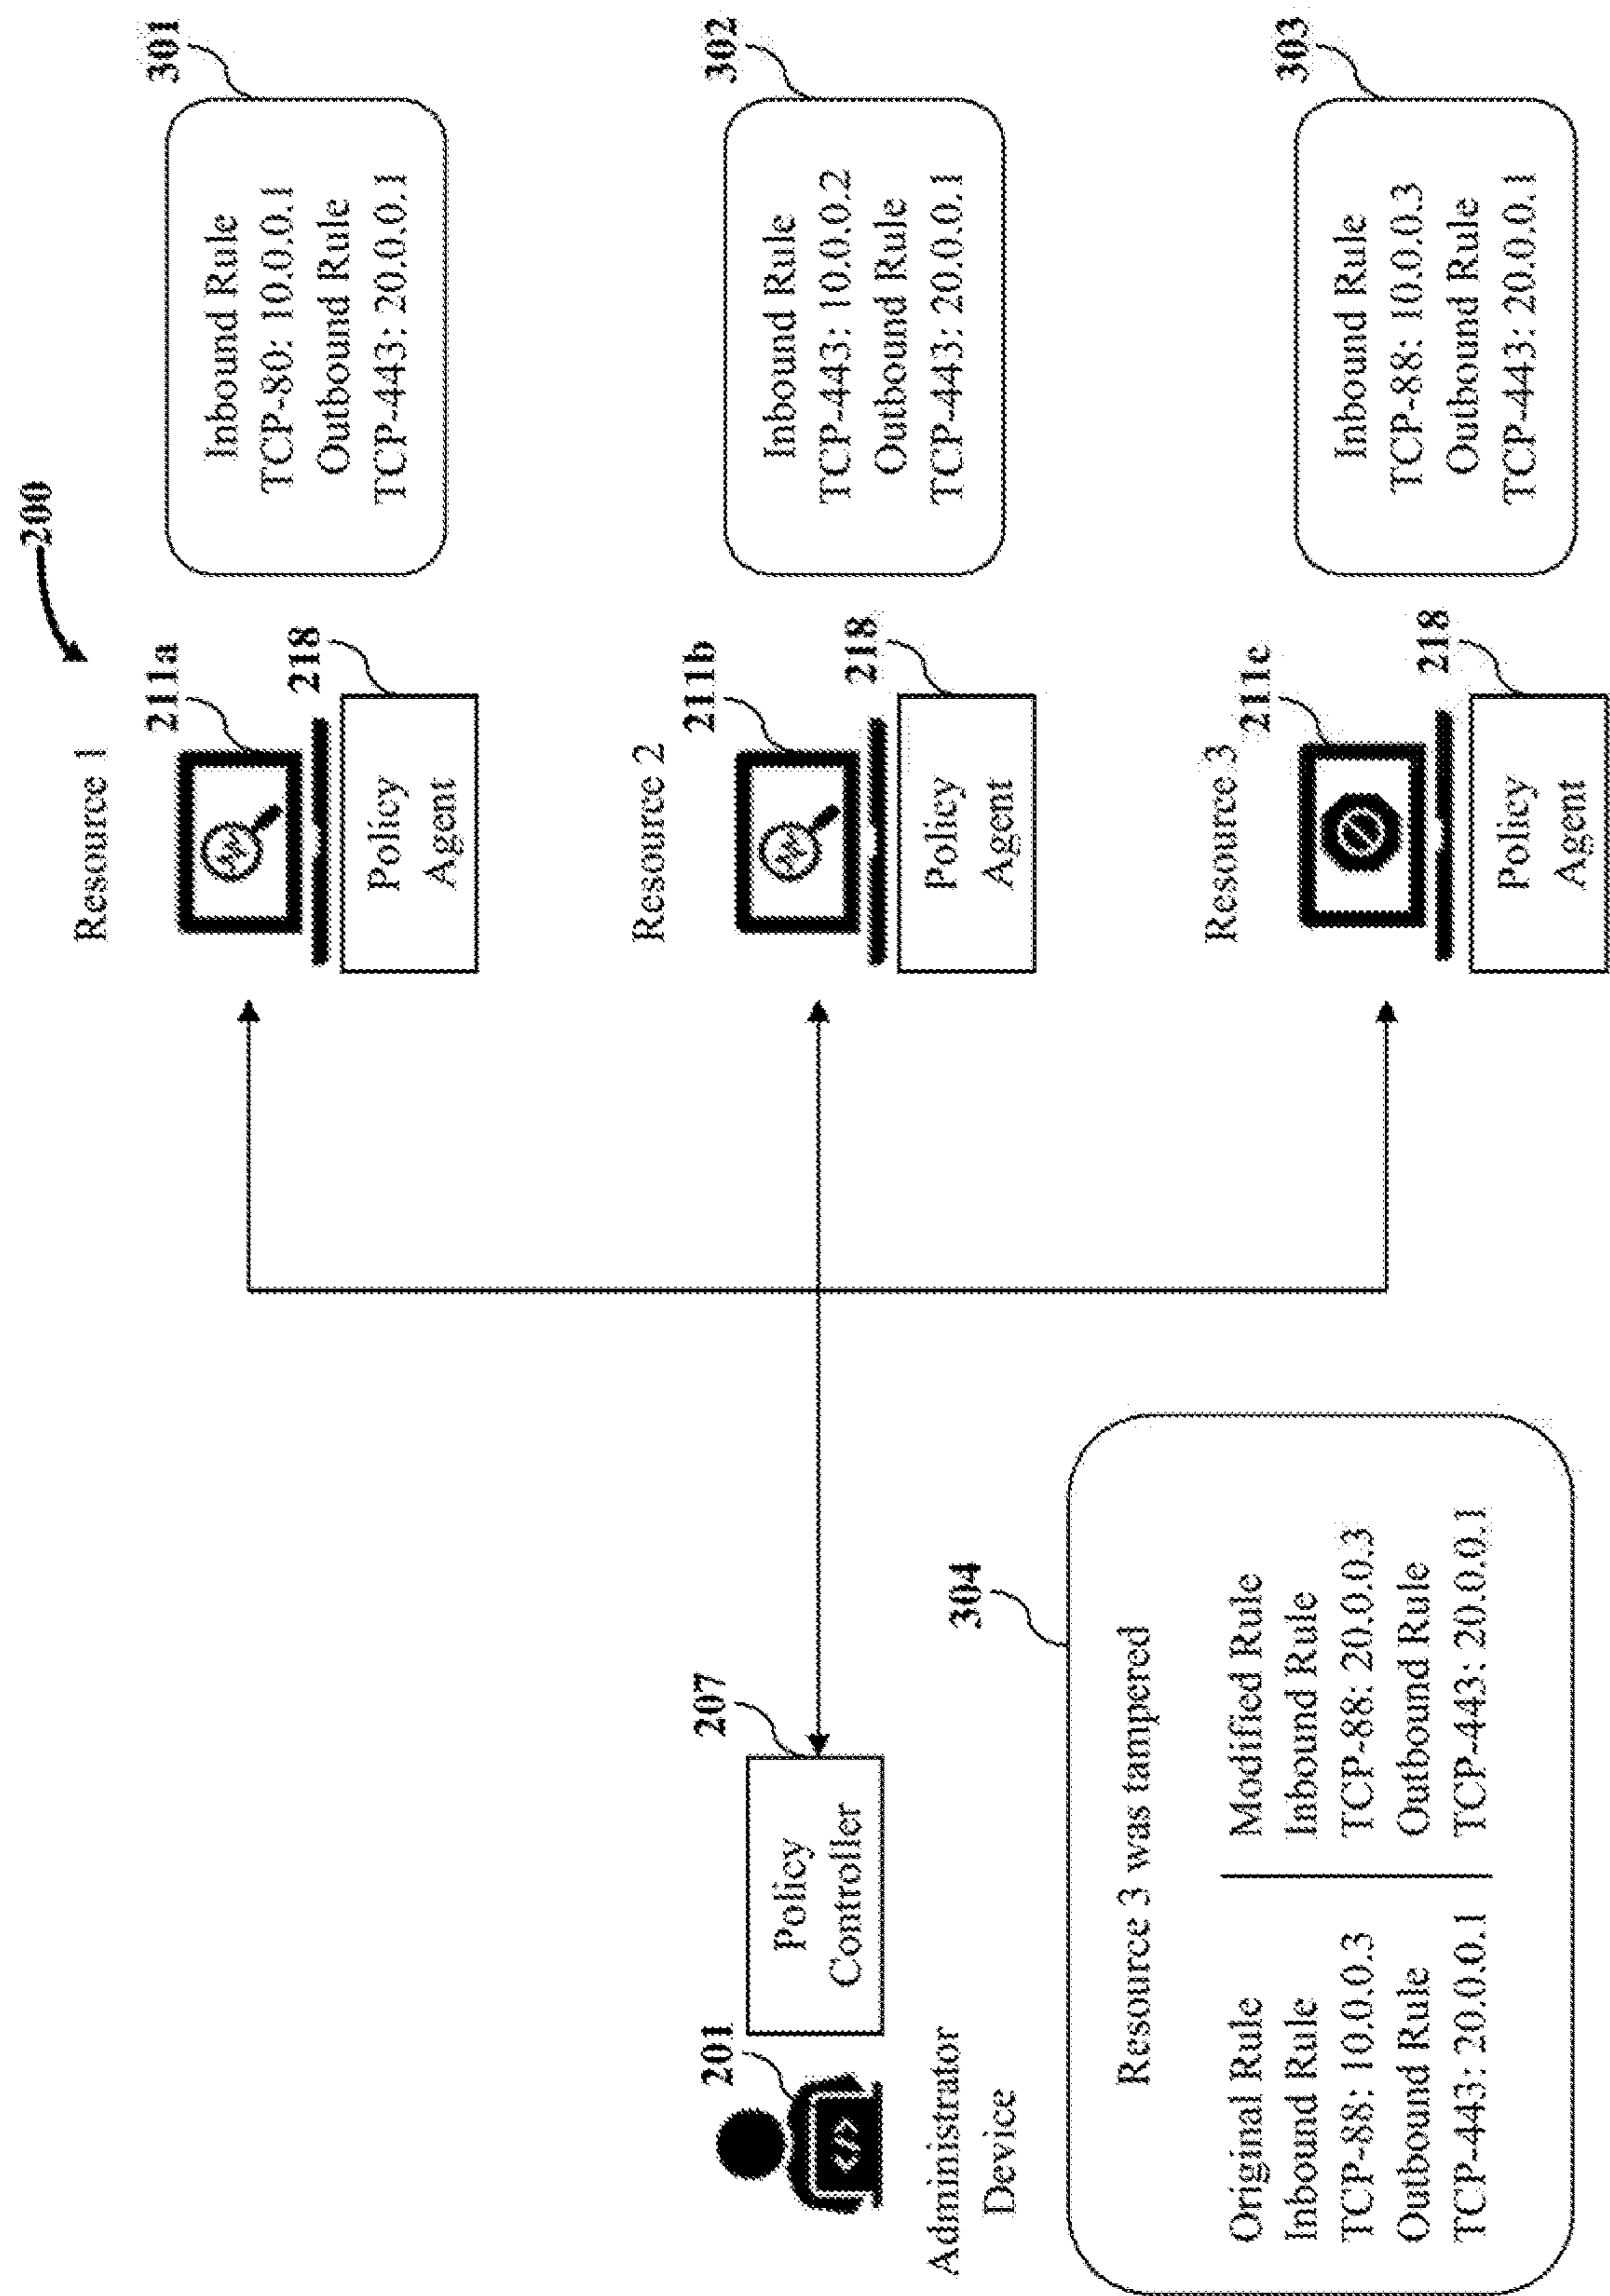 200
Resource 1
211a
218
Policy
Agent
301
Inbound Rule
TCP-80: 10.0.0.1
Outbound Rule
TCP-443: 20.0.0.1
Resource 2
211b
218
Policy
Agent
302
Inbound Rule
TCP-443: 10.0.0.2
Outbound Rule
TCP-443: 20.0.0.1
Resource 3
211c
218
Policy
Agent
303
Inbound Rule
TCP-88: 10.0.0.3
Outbound Rule
TCP-443: 20.0.0.1
201
207
Policy
Controller
Administrator
Device
304
Resource 3 was tampered
Original Rule
Inbound Rule
TCP-88: 10.0.0.3
Outbound Rule
TCP-443: 20.0.0.1
Modified Rule
Inbound Rule
TCP-88: 20.0.0.3
Outbound Rule
TCP-443: 20.0.0.1